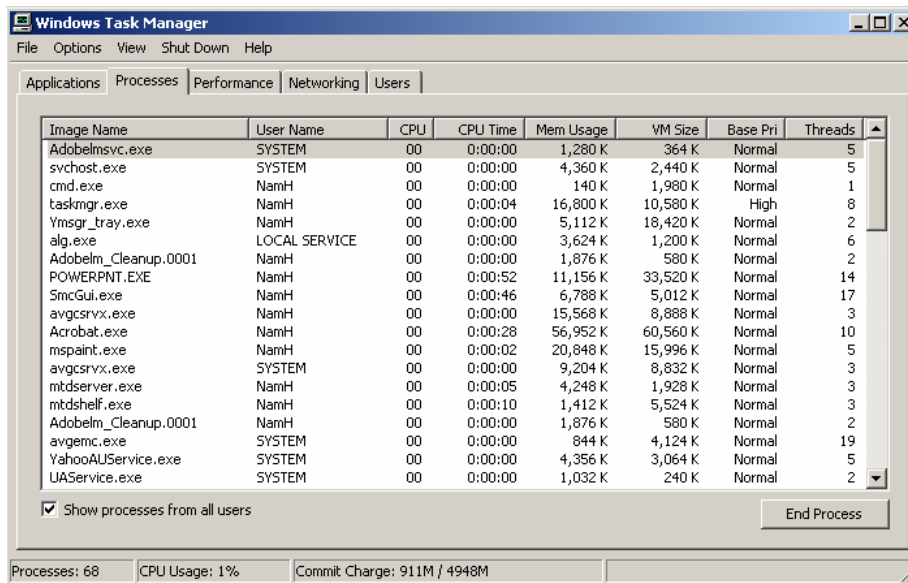 Windows Task Manager
File Options View Shut Down Help
Applications Processes Performance Networking Users
Image Name User Name CPU CPU Time Mem Usage VM Size Base Pri Threads
Adobelmsvc.exe SYSTEM 00 0:00:00 1,280 K 364 K Normal 5
svchost.exe SYSTEM 00 0:00:00 4,360 K 2,440 K Normal 5
cmd.exe NamH 00 0:00:00 140 K 1,980 K Normal 1
taskmgr.exe NamH 00 0:00:04 16,800 K 10,580 K High 8
Ymsgr_tray.exe NamH 00 0:00:00 5,112 K 18,420 K Normal 2
alg.exe LOCAL SERVICE 00 0:00:00 3,624 K 1,200 K Normal 6
Adobelm_Cleanup.0001 NamH 00 0:00:00 1,876 K 580 K Normal 2
POWERPNT.EXE NamH 00 0:00:52 11,156 K 33,520 K Normal 14
SmcGui.exe NamH 00 0:00:46 6,788 K 5,012 K Normal 17
avgcsrvx.exe NamH 00 0:00:00 15,568 K 8,888 K Normal 3
Acrobat.exe NamH 00 0:00:28 56,952 K 60,560 K Normal 10
mspaint.exe NamH 00 0:00:02 20,848 K 15,996 K Normal 5
avgcsrvx.exe SYSTEM 00 0:00:00 9,204 K 8,832 K Normal 3
mtdserver.exe NamH 00 0:00:05 4,248 K 1,928 K Normal 3
mtdshelf.exe NamH 00 0:00:10 1,412 K 5,524 K Normal 3
Adobelm_Cleanup.0001 NamH 00 0:00:00 1,876 K 580 K Normal 2
avgemc.exe SYSTEM 00 0:00:00 844 K 4,124 K Normal 19
YahooAUService.exe SYSTEM 00 0:00:00 4,356 K 3,064 K Normal 5
UAService.exe SYSTEM 00 0:00:00 1,032 K 240 K Normal 2
Show processes from all users
End Process
Processes: 68 CPU Usage: 1% Commit Charge: 911M / 4948M